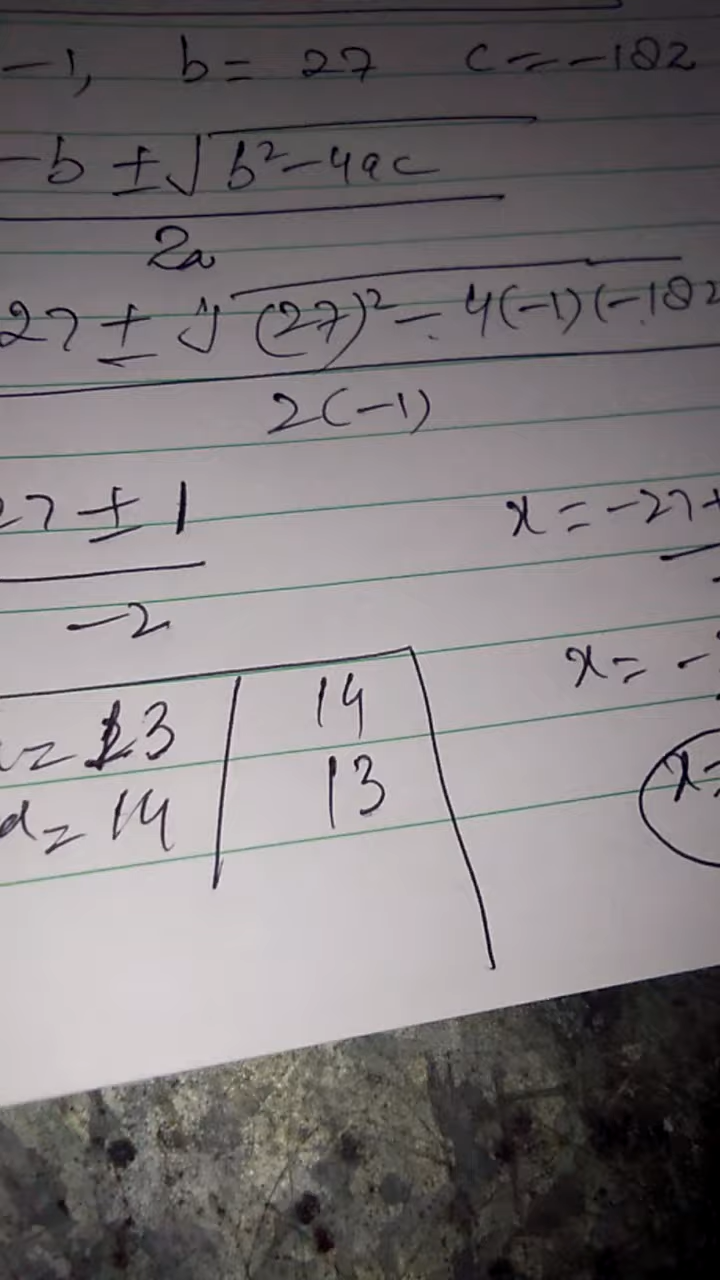 -1, b = 27 c = -182
-b ± √b²-4ac
2a
27 ± √(27)² - 4(-1)(-182
2(-1)
27 ± 1 x = -27+
-2
x = -
= 13 | 14
x=
= 14 | 13